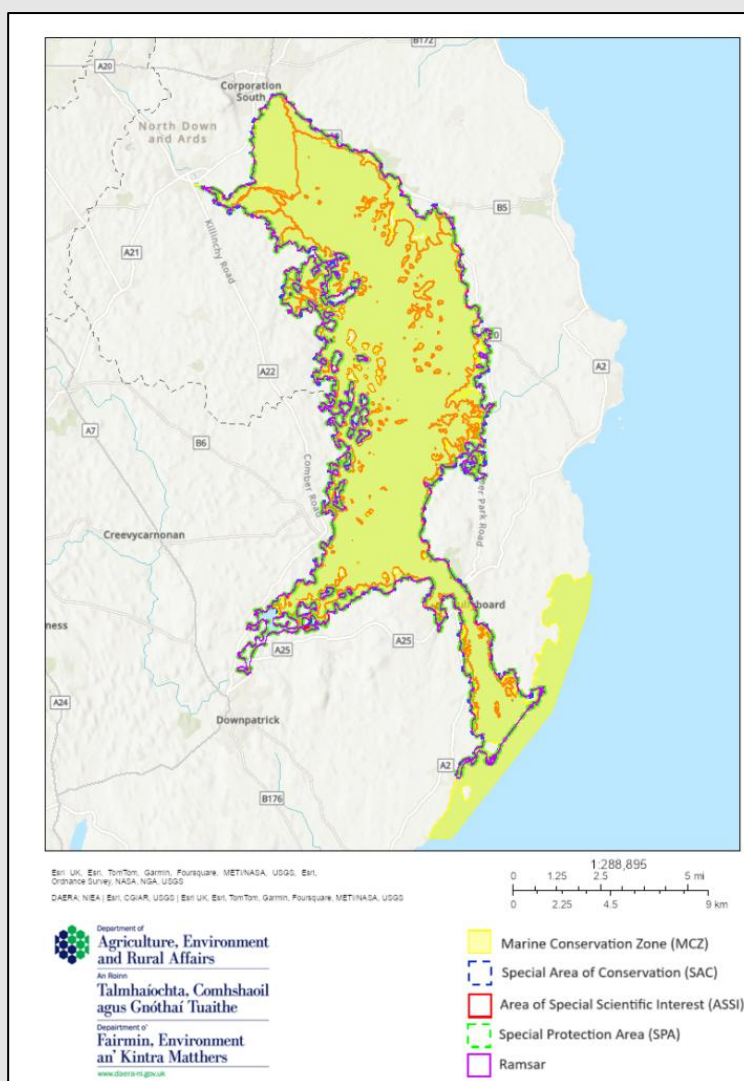 B172
A20
Corporation
South
North Down
and Ards
B5
Killinchy Road
A21
A2
A22
A7
B6
Comber Road
Creevycarnonan
A25
A25
A24
Downpatrick
A2
B176
Esri UK, Esri, TomTom, Garmin, Foursquare, METI/NASA, USGS, Esri,
Ordnance Survey, NASA, NGA, USGS
DAERA; NIEA | Esri, CGIAR, USGS | Esri UK, Esri, TomTom, Garmin, Foursquare, METI/NASA, USGS
1:288,895
0 1.25 2.5 5 mi
0 2.25 4.5 9 km
Department of
Agriculture, Environment
and Rural Affairs
An Roinn
Talmhaíochta, Comhshaoil
agus Gnóthaí Tuaithe
Depairtment o'
Fairmin, Environment
an' Kintra Matthers
www.daera-ni.gov.uk
Marine Conservation Zone (MCZ)
Special Area of Conservation (SAC)
Area of Special Scientific Interest (ASSI)
Special Protection Area (SPA)
Ramsar